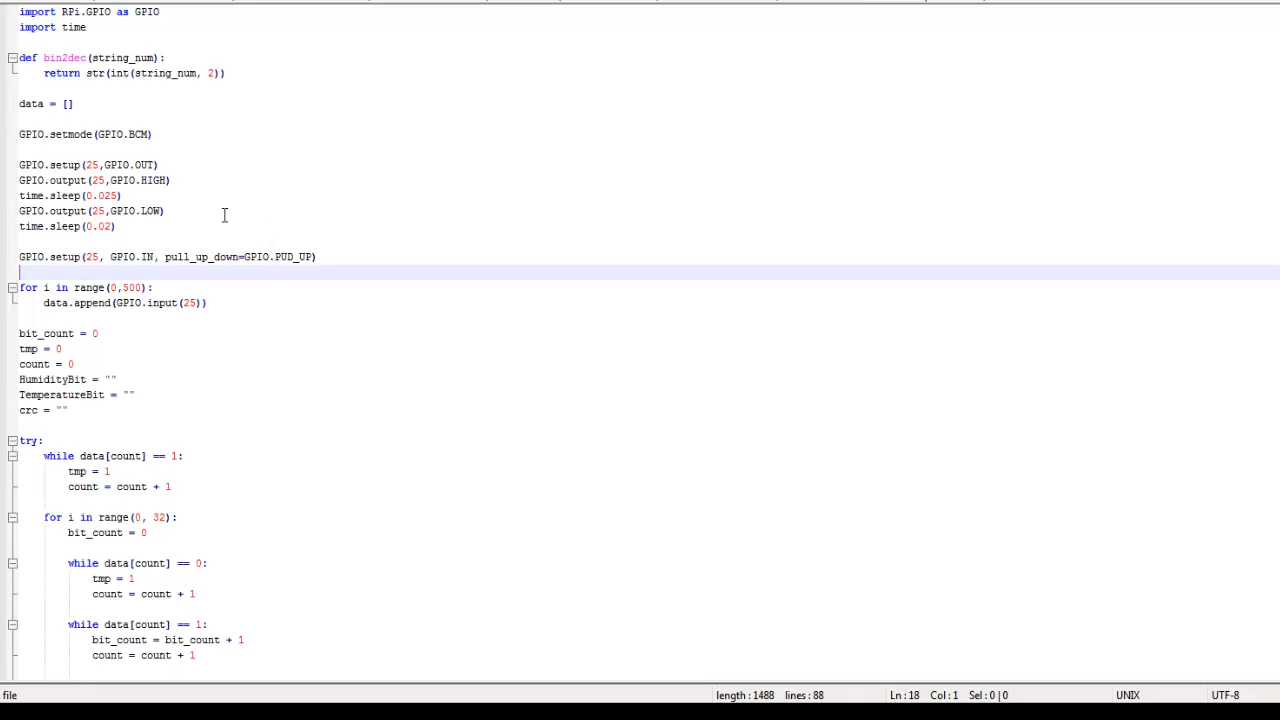 import RPi.GPIO as GPIO
import time
def bin2dec(string_num):
    return str(int(string_num, 2))
data = []
GPIO.setmode(GPIO.BCM)
GPIO.setup(25,GPIO.OUT)
GPIO.output(25,GPIO.HIGH)
time.sleep(0.025)
GPIO.output(25,GPIO.LOW)
time.sleep(0.02)
GPIO.setup(25, GPIO.IN, pull_up_down=GPIO.PUD_UP)
for i in range(0,500):
    data.append(GPIO.input(25))
bit_count = 0
tmp = 0
count = 0
HumidityBit = ""
TemperatureBit = ""
crc = ""
try:
    while data[count] == 1:
        tmp = 1
        count = count + 1
    for i in range(0, 32):
        bit_count = 0
        while data[count] == 0:
            tmp = 1
            count = count + 1
        while data[count] == 1:
            bit_count = bit_count + 1
            count = count + 1
file length : 1488 lines : 88 Ln : 18 Col : 1 Sel : 0 | 0 UNIX UTF-8